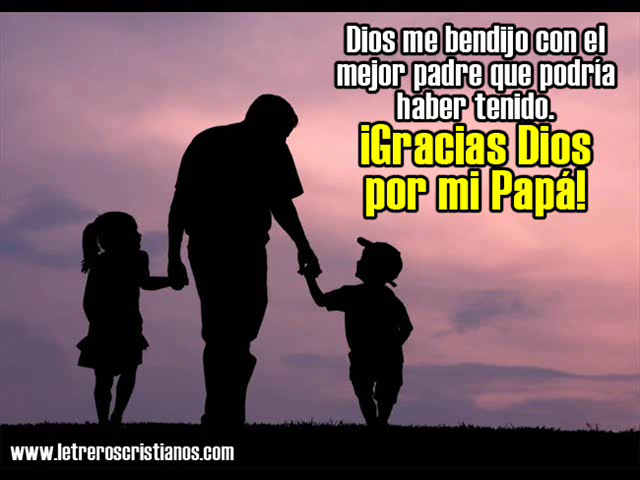 Dios me bendijo con el
mejor padre que podría
haber tenido.
¡Gracias Dios
por mi Papá!
www.letreroscristianos.com